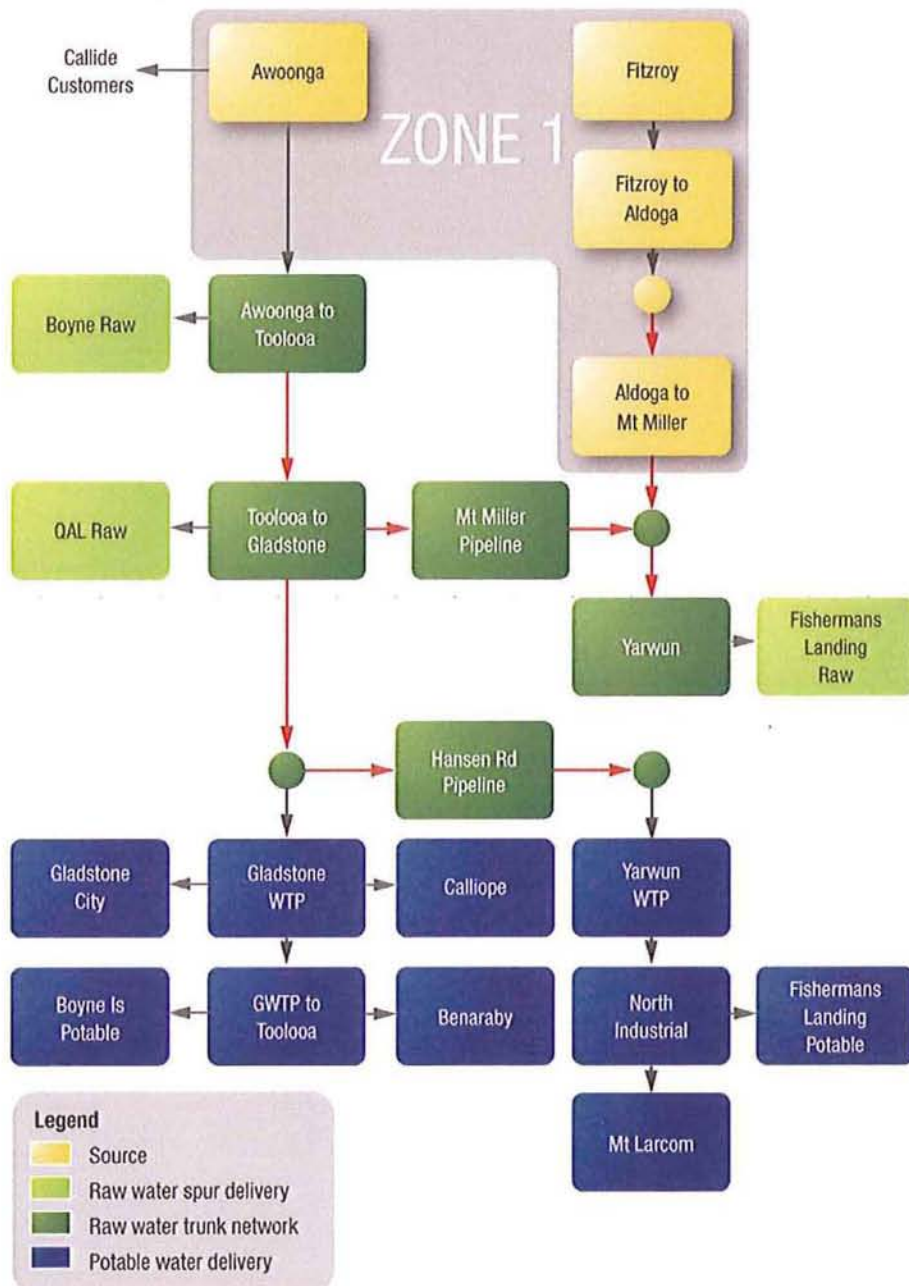 Callide
Customers
Awoonga
Fitzroy
ZONE 1
Fitzroy to
Aldoga
Boyne Raw
Awoonga to
Toolooa
Aldoga to
Mt Miller
QAL Raw
Toolooa to
Gladstone
Mt Miller
Pipeline
Yarwun
Fishermans
Landing
Raw
Hansen Rd
Pipeline
Gladstone
City
Gladstone
WTP
Calliope
Yarwun
WTP
Boyne Is
Potable
GWTP to
Toolooa
Benaraby
North
Industrial
Fishermans
Landing
Potable
Mt Larcom
Legend
Source
Raw water spur delivery
Raw water trunk network
Potable water delivery